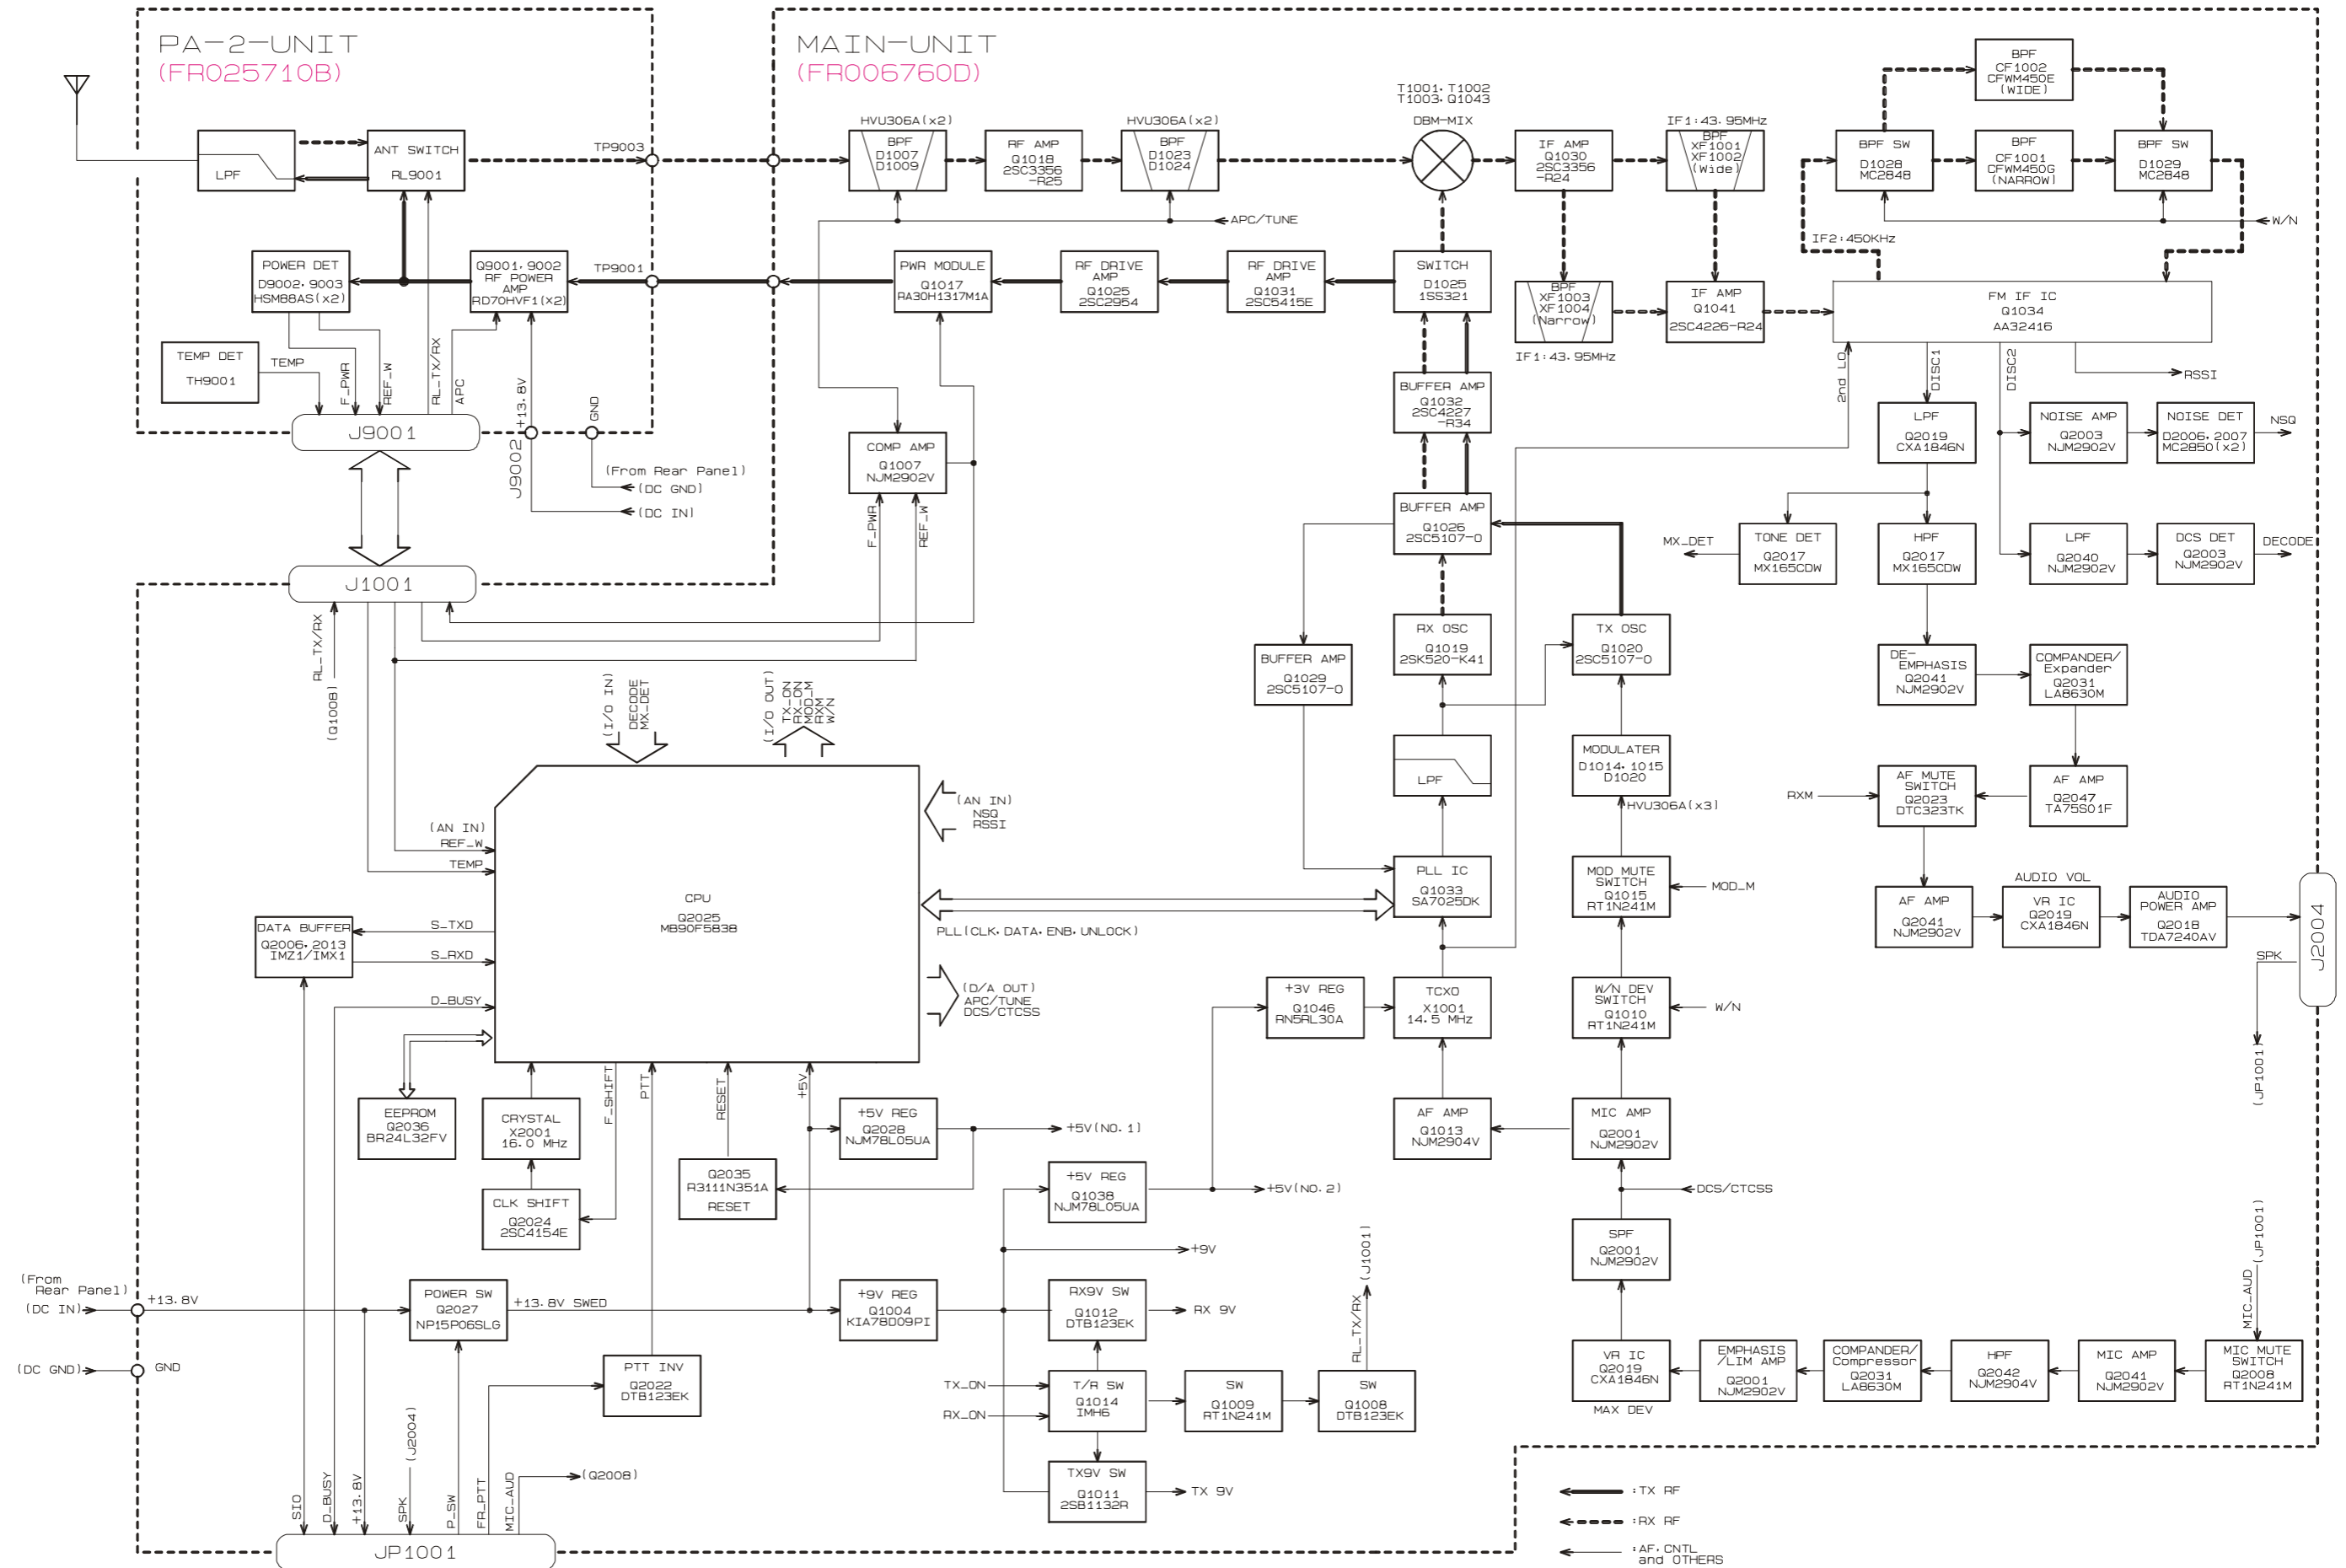 PA-2-UNIT
(FR025710B)
MAIN-UNIT
(FR006760D)
LPF
ANT SWITCH
RL9001
TP9003
HVU306A(x2)
BPF
D1007
D1009
RF AMP
Q1018
2SC3356
-R25
HVU306A(x2)
BPF
D1023
D1024
T1001, T1002
T1003, Q1043
DBM-MIX
IF AMP
Q1030
2SC3356
-R24
IF1:43.95MHz
BPF
XF1001
XF1002
(Wide)
BPF
CF1002
CFWM450E
(WIDE)
BPF SW
D1028
MC2848
BPF
CF1001
CFWM450G
(NARROW)
BPF SW
D1029
MC2848
W/N
IF2:450KHz
APC/TUNE
POWER DET
D9002, 9003
HSM88AS(x2)
Q9001, 9002
RF POWER
AMP
RD70HVF1(x2)
TP9001
PWR MODULE
Q1017
RA30H1317M1A
RF DRIVE
AMP
Q1025
2SC2954
RF DRIVE
AMP
Q1031
2SC5415E
SWITCH
D1025
1SS321
BPF
XF1003
XF1004
(Narrow)
IF1:43.95MHz
IF AMP
Q1041
2SC4226-R24
FM IF IC
Q1034
AA32416
TEMP DET
TH9001
TEMP
F_PWR
REF_W
RL_TX/RX
APC
+13.8V
GND
J9001
J9002
(From Rear Panel)
(DC GND)
(DC IN)
COMP AMP
Q1007
NJM2902V
F_PWR
REF_W
BUFFER AMP
Q1032
2SC4227
-R34
2nd LO
DISC1
DISC2
RSSI
LPF
Q2019
CXA1846N
NOISE AMP
Q2003
NJM2902V
NOISE DET
D2006, 2007
MC2850(x2)
NSQ
BUFFER AMP
Q1026
2SC5107-O
MX_DET
TONE DET
Q2017
MX165CDW
HPF
Q2017
MX165CDW
LPF
Q2040
NJM2902V
DCS DET
Q2003
NJM2902V
DECODE
J1001
RL_TX/RX
(Q1008)
BUFFER AMP
Q1029
2SC5107-O
RX OSC
Q1019
2SK520-K41
TX OSC
Q1020
2SC5107-O
DE-
EMPHASIS
Q2041
NJM2902V
COMPANDER/
Expander
Q2031
LA8630M
(I/O IN)
DECODE
MX_DET
(I/O OUT)
TX_ON
RX_ON
MOD_M
RXM
W/N
LPF
MODULATER
D1014, 1015
D1020
HVU306A(x3)
RXM
AF MUTE
SWITCH
Q2023
DTC323TK
AF AMP
Q2047
TA75S01F
(AN IN)
NSQ
RSSI
(AN IN)
REF_W
TEMP
CPU
Q2025
MB90F583B
PLL IC
Q1033
SA7025DK
PLL(CLK, DATA, ENB, UNLOCK)
MOD MUTE
SWITCH
Q1015
RT1N241M
MOD_M
AF AMP
Q2041
NJM2902V
AUDIO VOL
VR IC
Q2019
CXA1846N
AUDIO
POWER AMP
Q2018
TDA7240AV
J2004
SPK
(JP1001)
DATA BUFFER
Q2006, 2013
IMZ1/IMX1
S_TXD
S_RXD
D_BUSY
(D/A OUT)
APC/TUNE
DCS/CTCSS
+3V REG
Q1046
RN5RL30A
TCXO
X1001
14.5 MHz
W/N DEV
SWITCH
Q1010
RT1N241M
W/N
EEPROM
Q2036
BR24L32FV
CRYSTAL
X2001
16.0 MHz
F_SHIFT
PTT
RESET
+5V
+5V REG
Q2028
NJM78L05UA
+5V(NO.1)
AF AMP
Q1013
NJM2904V
MIC AMP
Q2001
NJM2902V
CLK SHIFT
Q2024
2SC4154E
Q2035
R3111N351A
RESET
+5V REG
Q1038
NJM78L05UA
+5V(NO.2)
DCS/CTCSS
SPF
Q2001
NJM2902V
(From
Rear Panel)
(DC IN)
+13.8V
POWER SW
Q2027
NP15P06SLG
+13.8V SWED
+9V REG
Q1004
KIA78D09PI
+9V
RX9V SW
Q1012
DTB123EK
RX 9V
(J1001)
RL_TX/RX
(JP1001)
MIC_AUD
(DC GND)
GND
PTT INV
Q2022
DTB123EK
TX_ON
RX_ON
T/R SW
Q1014
IMH6
SW
Q1009
RT1N241M
SW
Q1008
DTB123EK
VR IC
Q2019
CXA1846N
MAX DEV
EMPHASIS
/LIM AMP
Q2001
NJM2902V
COMPANDER/
Compressor
Q2031
LA8630M
HPF
Q2042
NJM2904V
MIC AMP
Q2041
NJM2902V
MIC MUTE
SWITCH
Q2008
RT1N241M
TX9V SW
Q1011
2SB1132R
TX 9V
SIO
D_BUSY
+13.8V
SPK
(J2004)
P_SW
FR_PTT
MIC_AUD
(Q2008)
JP1001
:TX RF
:RX RF
:AF, CNTL
and OTHERS